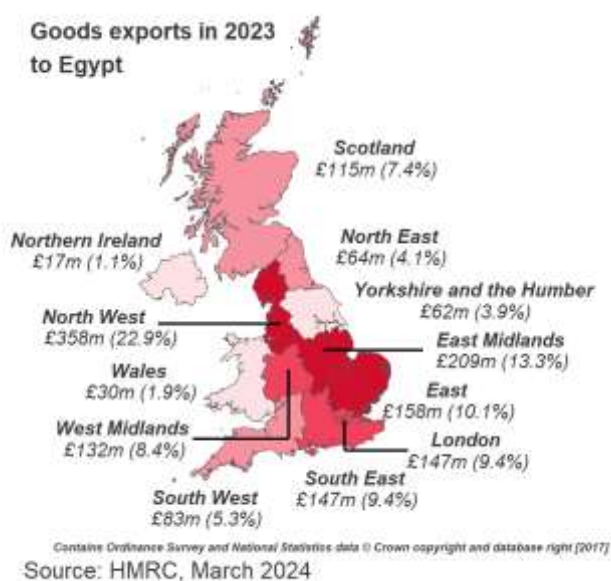 Goods exports in 2023
to Egypt
Scotland
£115m (7.4%)
Northern Ireland
£17m (1.1%)
North East
£64m (4.1%)
Yorkshire and the Humber
£62m (3.9%)
North West
£358m (22.9%)
East Midlands
£209m (13.3%)
Wales
£30m (1.9%)
East
£158m (10.1%)
West Midlands
£132m (8.4%)
London
£147m (9.4%)
South East
£147m (9.4%)
South West
£83m (5.3%)
Contains Ordinance Survey and National Statistics data © Crown copyright and database right [2017]
Source: HMRC, March 2024